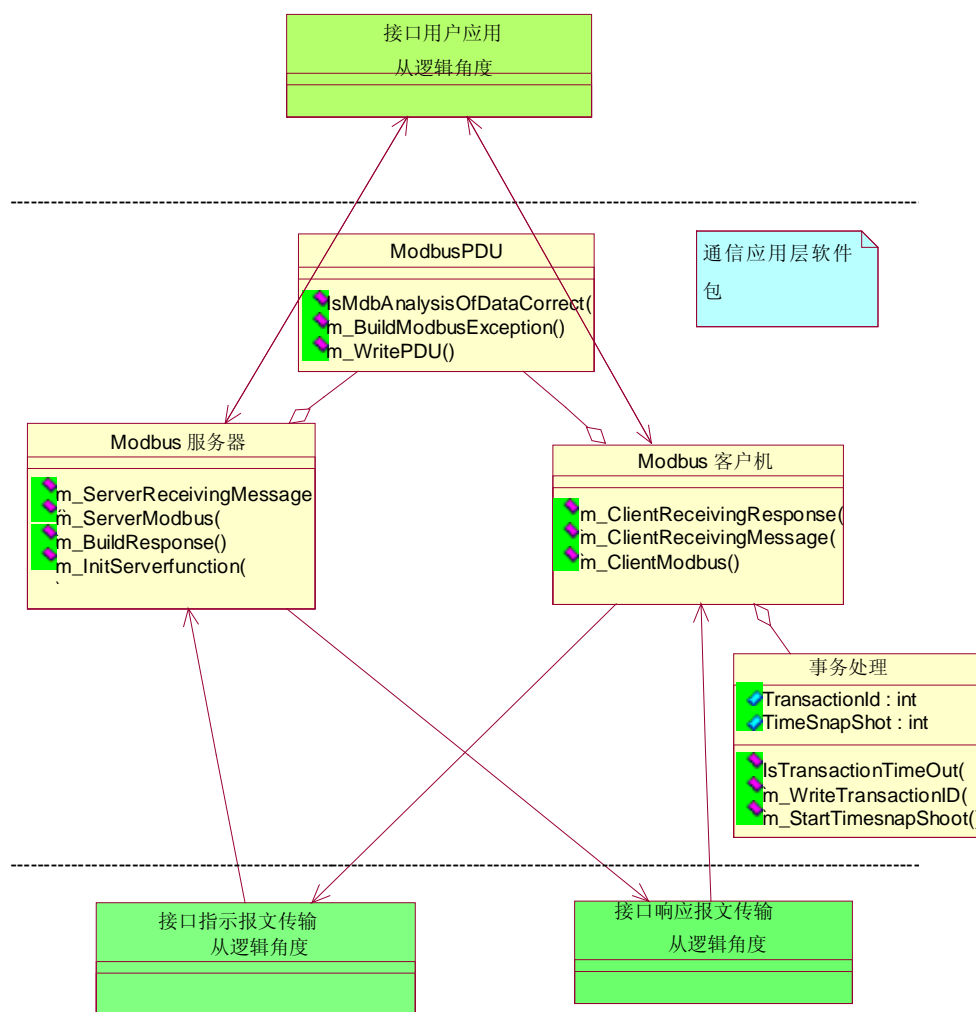 接口用户应用
从逻辑角度
ModbusPDU
IsMdbAnalysisOfDataCorrect(
m_BuildModbusException()
m_WritePDU()
通信应用层软件
包
Modbus 服务器
m_ServerReceivingMessage
m_ServerModbus(
m_BuildResponse()
m_InitServerfunction(
Modbus 客户机
m_ClientReceivingResponse(
m_ClientReceivingMessage(
m_ClientModbus()
事务处理
TransactionId : int
TimeSnapShot : int
IsTransactionTimeOut(
m_WriteTransactionID(
m_StartTimesnapShoot()
接口指示报文传输
从逻辑角度
接口响应报文传输
从逻辑角度